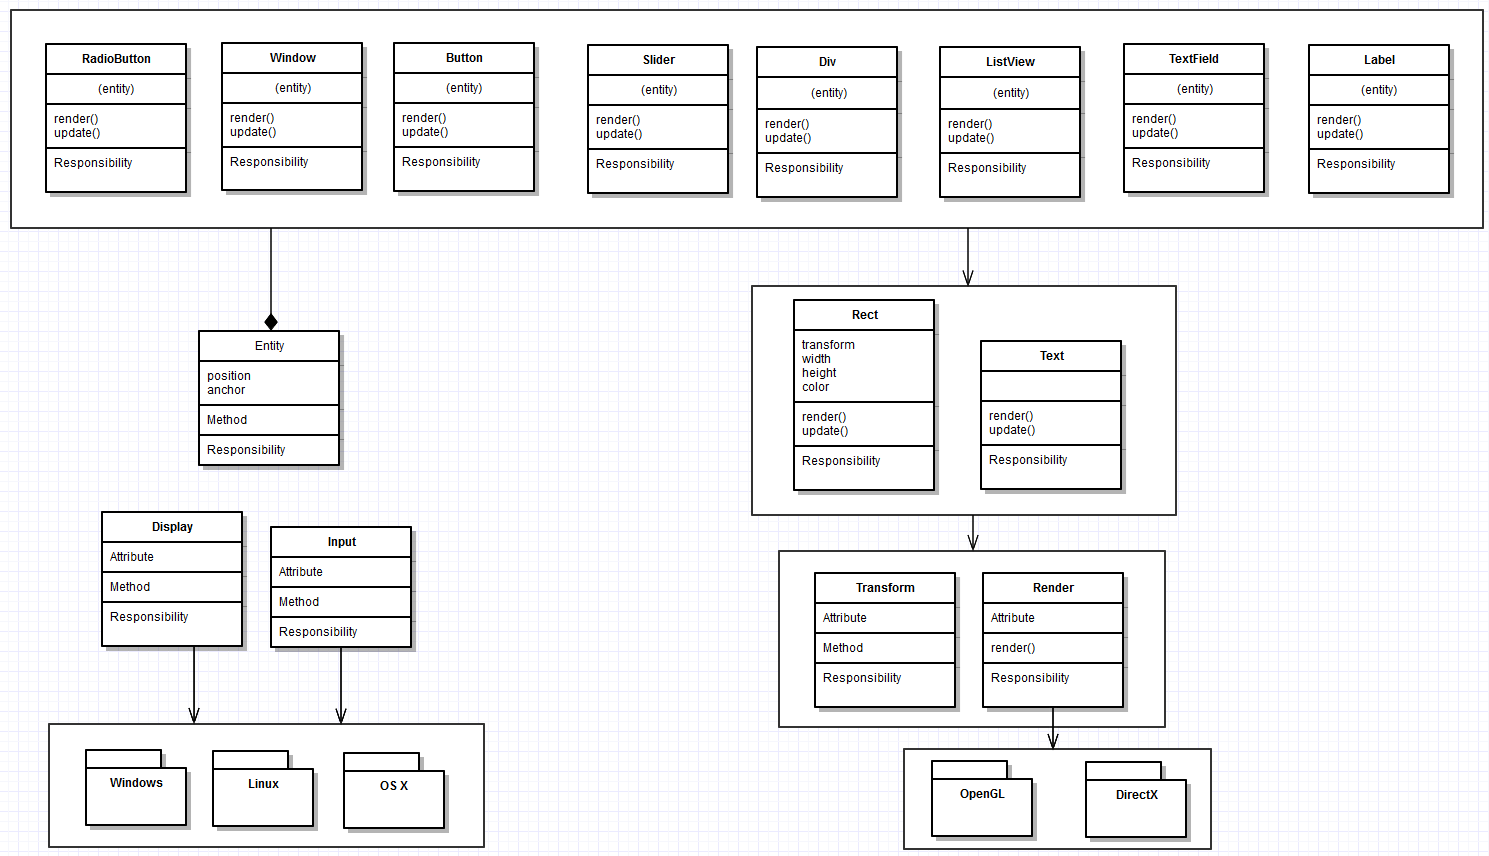 RadioButton
(entity)
render()
update()
Responsibility
Window
(entity)
render()
update()
Responsibility
Button
(entity)
render()
update()
Responsibility
Slider
(entity)
render()
update()
Responsibility
Div
(entity)
render()
update()
Responsibility
ListView
(entity)
render()
update()
Responsibility
TextField
(entity)
render()
update()
Responsibility
Label
(entity)
render()
update()
Responsibility
Entity
position
anchor
Method
Responsibility
Rect
transform
width
height
color
render()
update()
Responsibility
Text
render()
update()
Responsibility
Display
Attribute
Method
Responsibility
Input
Attribute
Method
Responsibility
Transform
Attribute
Method
Responsibility
Render
Attribute
render()
Responsibility
Windows
Linux
OS X
OpenGL
DirectX